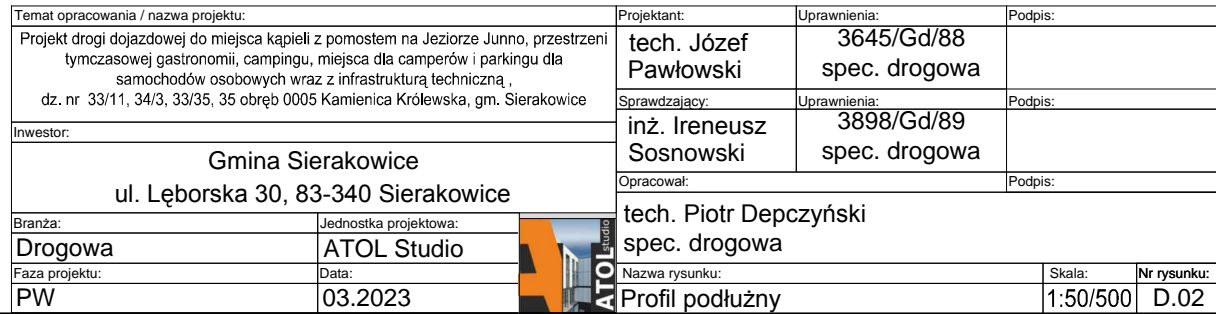 Temat opracowania / nazwa projektu:
Projekt drogi dojazdowej do miejsca kąpieli z pomostem na Jeziorze Junno, przestrzeni
tymczasowej gastronomii, campingu, miejsca dla camperów i parkingu dla
samochodów osobowych wraz z infrastrukturą techniczną ,
dz. nr 33/11, 34/3, 33/35, 35 obręb 0005 Kamienica Królewska, gm. Sierakowice
Inwestor:
Gmina Sierakowice
ul. Lęborska 30, 83-340 Sierakowice
Branża:
Drogowa
Jednostka projektowa:
ATOL Studio
Faza projektu:
PW
Data:
03.2023
ATOL studio
Projektant:
tech. Józef
Pawłowski
Uprawnienia:
3645/Gd/88
spec. drogowa
Podpis:
Sprawdzający:
inż. Ireneusz
Sosnowski
Uprawnienia:
3898/Gd/89
spec. drogowa
Podpis:
Opracował:
tech. Piotr Depczyński
spec. drogowa
Podpis:
Nazwa rysunku:
Profil podłużny
Skala:
1:50/500
Nr rysunku:
D.02